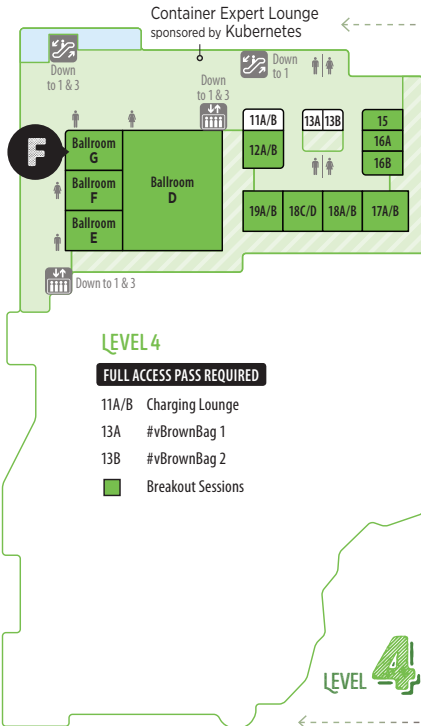 Container Expert Lounge
sponsored by Kubernetes
Down
to 1 & 3
Down
to 1
Down
to 1 & 3
11A/B
13A
13B
15
12A/B
16A
16B
19A/B
18C/D
18A/B
17A/B
F
Ballroom
G
Ballroom
F
Ballroom
E
Ballroom
D
Down to 1 & 3
LEVEL 4
FULL ACCESS PASS REQUIRED
11A/B Charging Lounge
13A #vBrownBag 1
13B #vBrownBag 2
Breakout Sessions
LEVEL 4